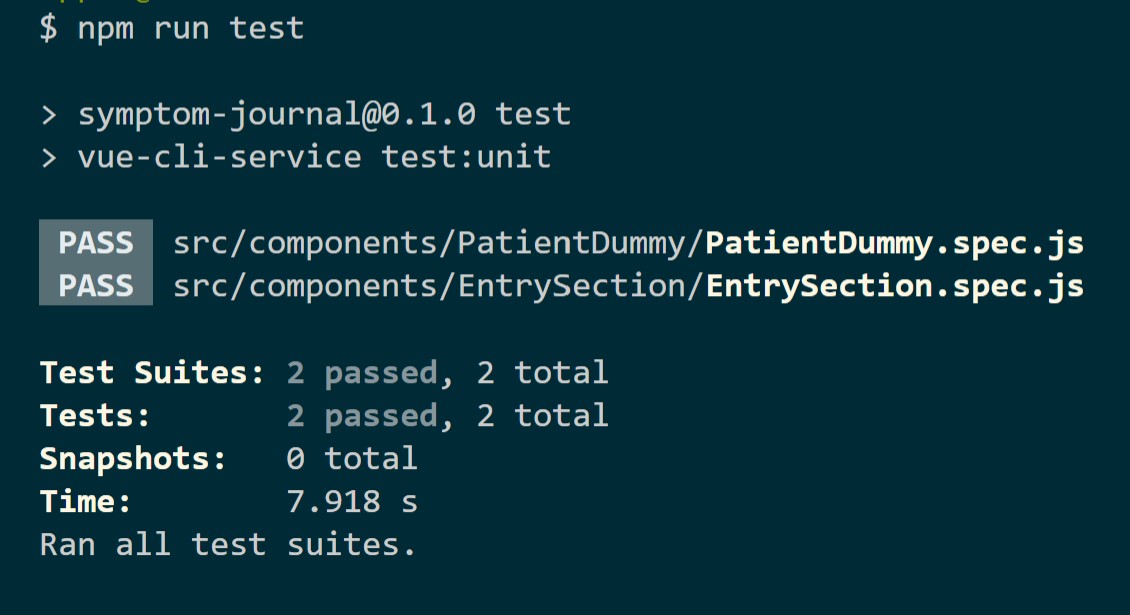 $ npm run test
> symptom-journal@0.1.0 test
> vue-cli-service test:unit
PASS src/components/PatientDummy/PatientDummy.spec.js
PASS src/components/EntrySection/EntrySection.spec.js
Test Suites: 2 passed, 2 total
Tests: 2 passed, 2 total
Snapshots: 0 total
Time: 7.918 s
Ran all test suites.